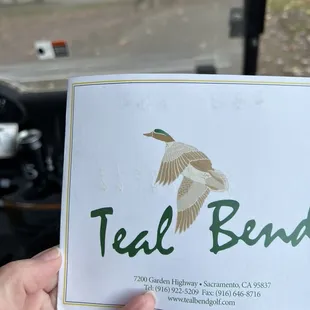 Teal Bend
7200 Garden Highway • Sacramento, CA 95837
Tel (916) 922-5209 Fax: (916) 646-8716
www.tealbendgolf.com